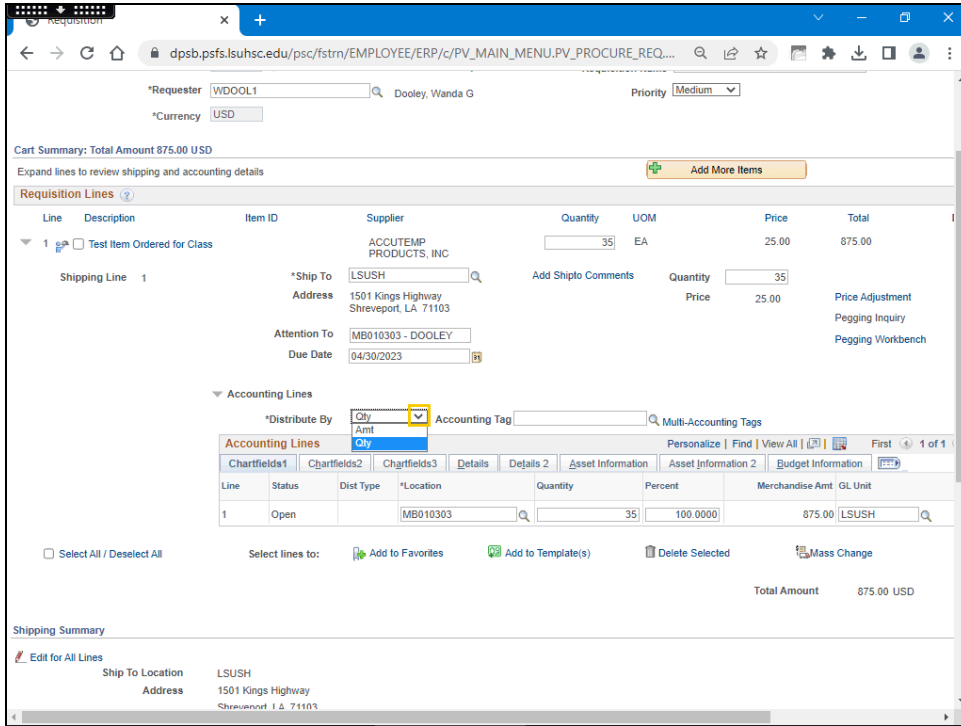 Requisition
dpsb.psfs.lsuhsc.edu/psc/fstrn/EMPLOYEE/ERP/c/PV_MAIN_MENU.PV_PROCURE_REQ....
*Requester WDOOL1 Dooley, Wanda G Priority Medium
*Currency USD
Cart Summary: Total Amount 875.00 USD
Expand lines to review shipping and accounting details Add More Items
Requisition Lines
Line Description Item ID Supplier Quantity UOM Price Total
1 Test Item Ordered for Class ACCUTEMP PRODUCTS, INC 35 EA 25.00 875.00
Shipping Line 1 *Ship To LSUSH Add Shipto Comments Quantity 35
Address 1501 Kings Highway Price 25.00 Price Adjustment
Shreveport, LA 71103
Pegging Inquiry
Attention To MB010303 - DOOLEY Pegging Workbench
Due Date 04/30/2023
Accounting Lines
*Distribute By Qty Accounting Tag Multi-Accounting Tags
Amt
Qty
Accounting Lines Personalize | Find | View All | First 1 of 1
Chartfields1 Chartfields2 Chartfields3 Details Details 2 Asset Information Asset Information 2 Budget Information
Line Status Dist Type *Location Quantity Percent Merchandise Amt GL Unit
1 Open MB010303 35 100.0000 875.00 LSUSH
Select All / Deselect All Select lines to: Add to Favorites Add to Template(s) Delete Selected Mass Change
Total Amount 875.00 USD
Shipping Summary
Edit for All Lines
Ship To Location LSUSH
Address 1501 Kings Highway
Shreveport, LA 71103